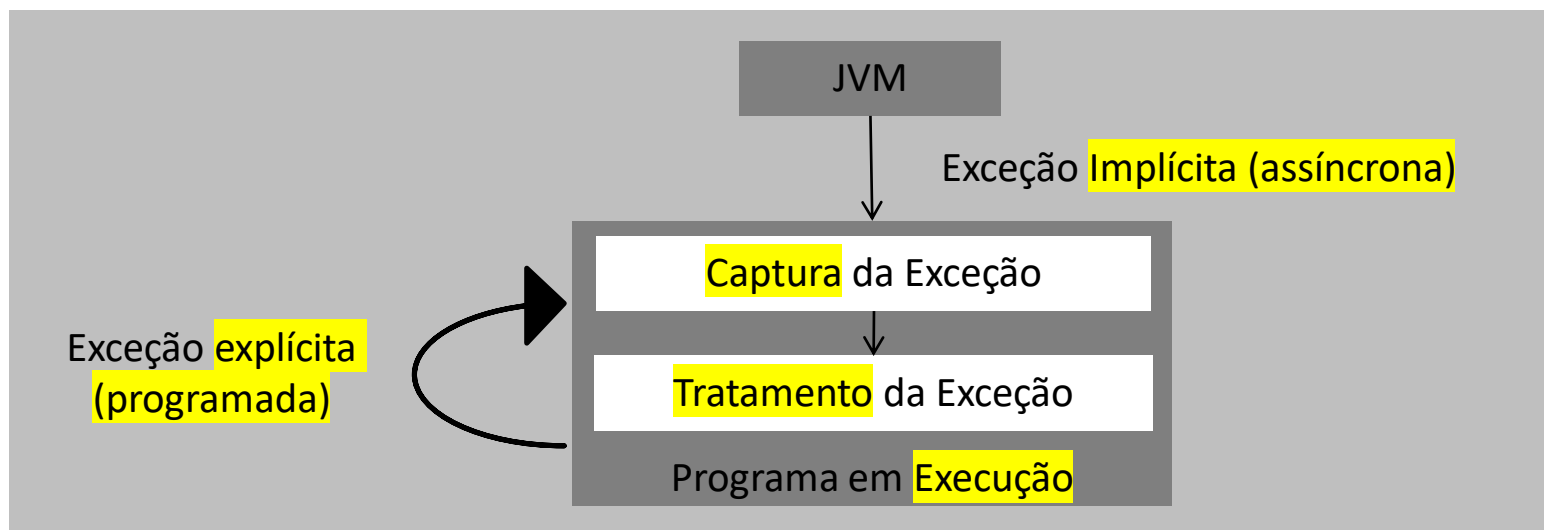 JVM
Exceção Implícita (assíncrona)
Captura da Exceção
Exceção explícita
(programada)
Tratamento da Exceção
Programa em Execução